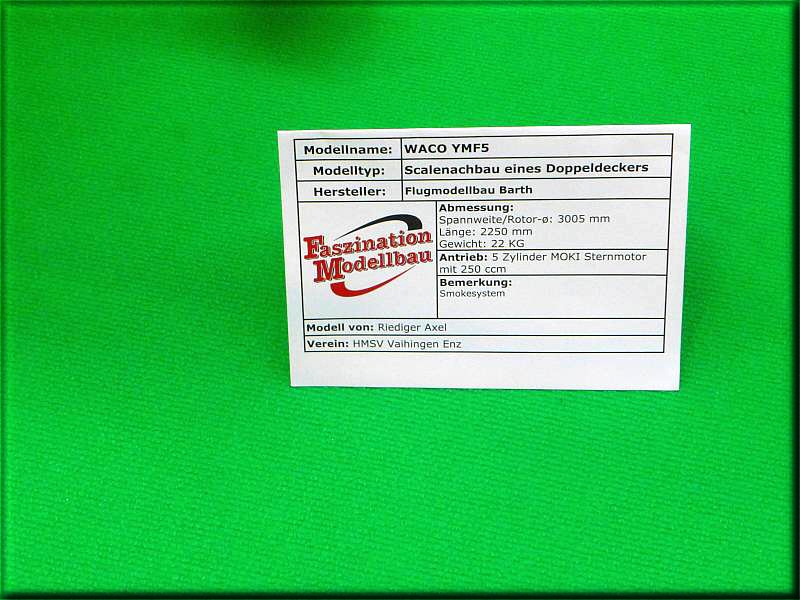 Modellname: WACO YMF5
Modelltyp: Scalenachbau eines Doppeldeckers
Hersteller: Flugmodellbau Barth
Faszination
Modellbau
Abmessung:
Spannweite/Rotor-ø: 3005 mm
Länge: 2250 mm
Gewicht: 22 KG
Antrieb: 5 Zylinder MOKI Sternmotor
mit 250 ccm
Bemerkung:
Smokesystem
Modell von: Riediger Axel
Verein: HMSV Vaihingen Enz